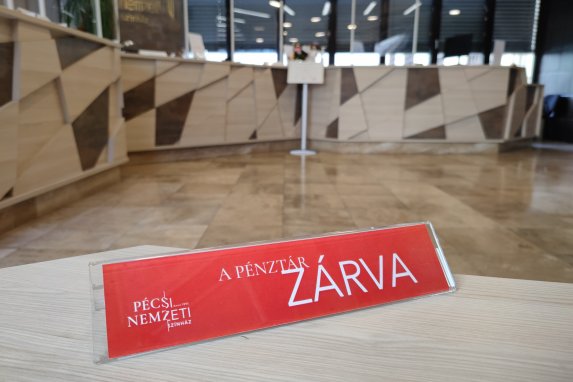 A PÉNZTÁR
ZÁRVA
PÉCSI
NEMZETI
SZÍNHÁZ